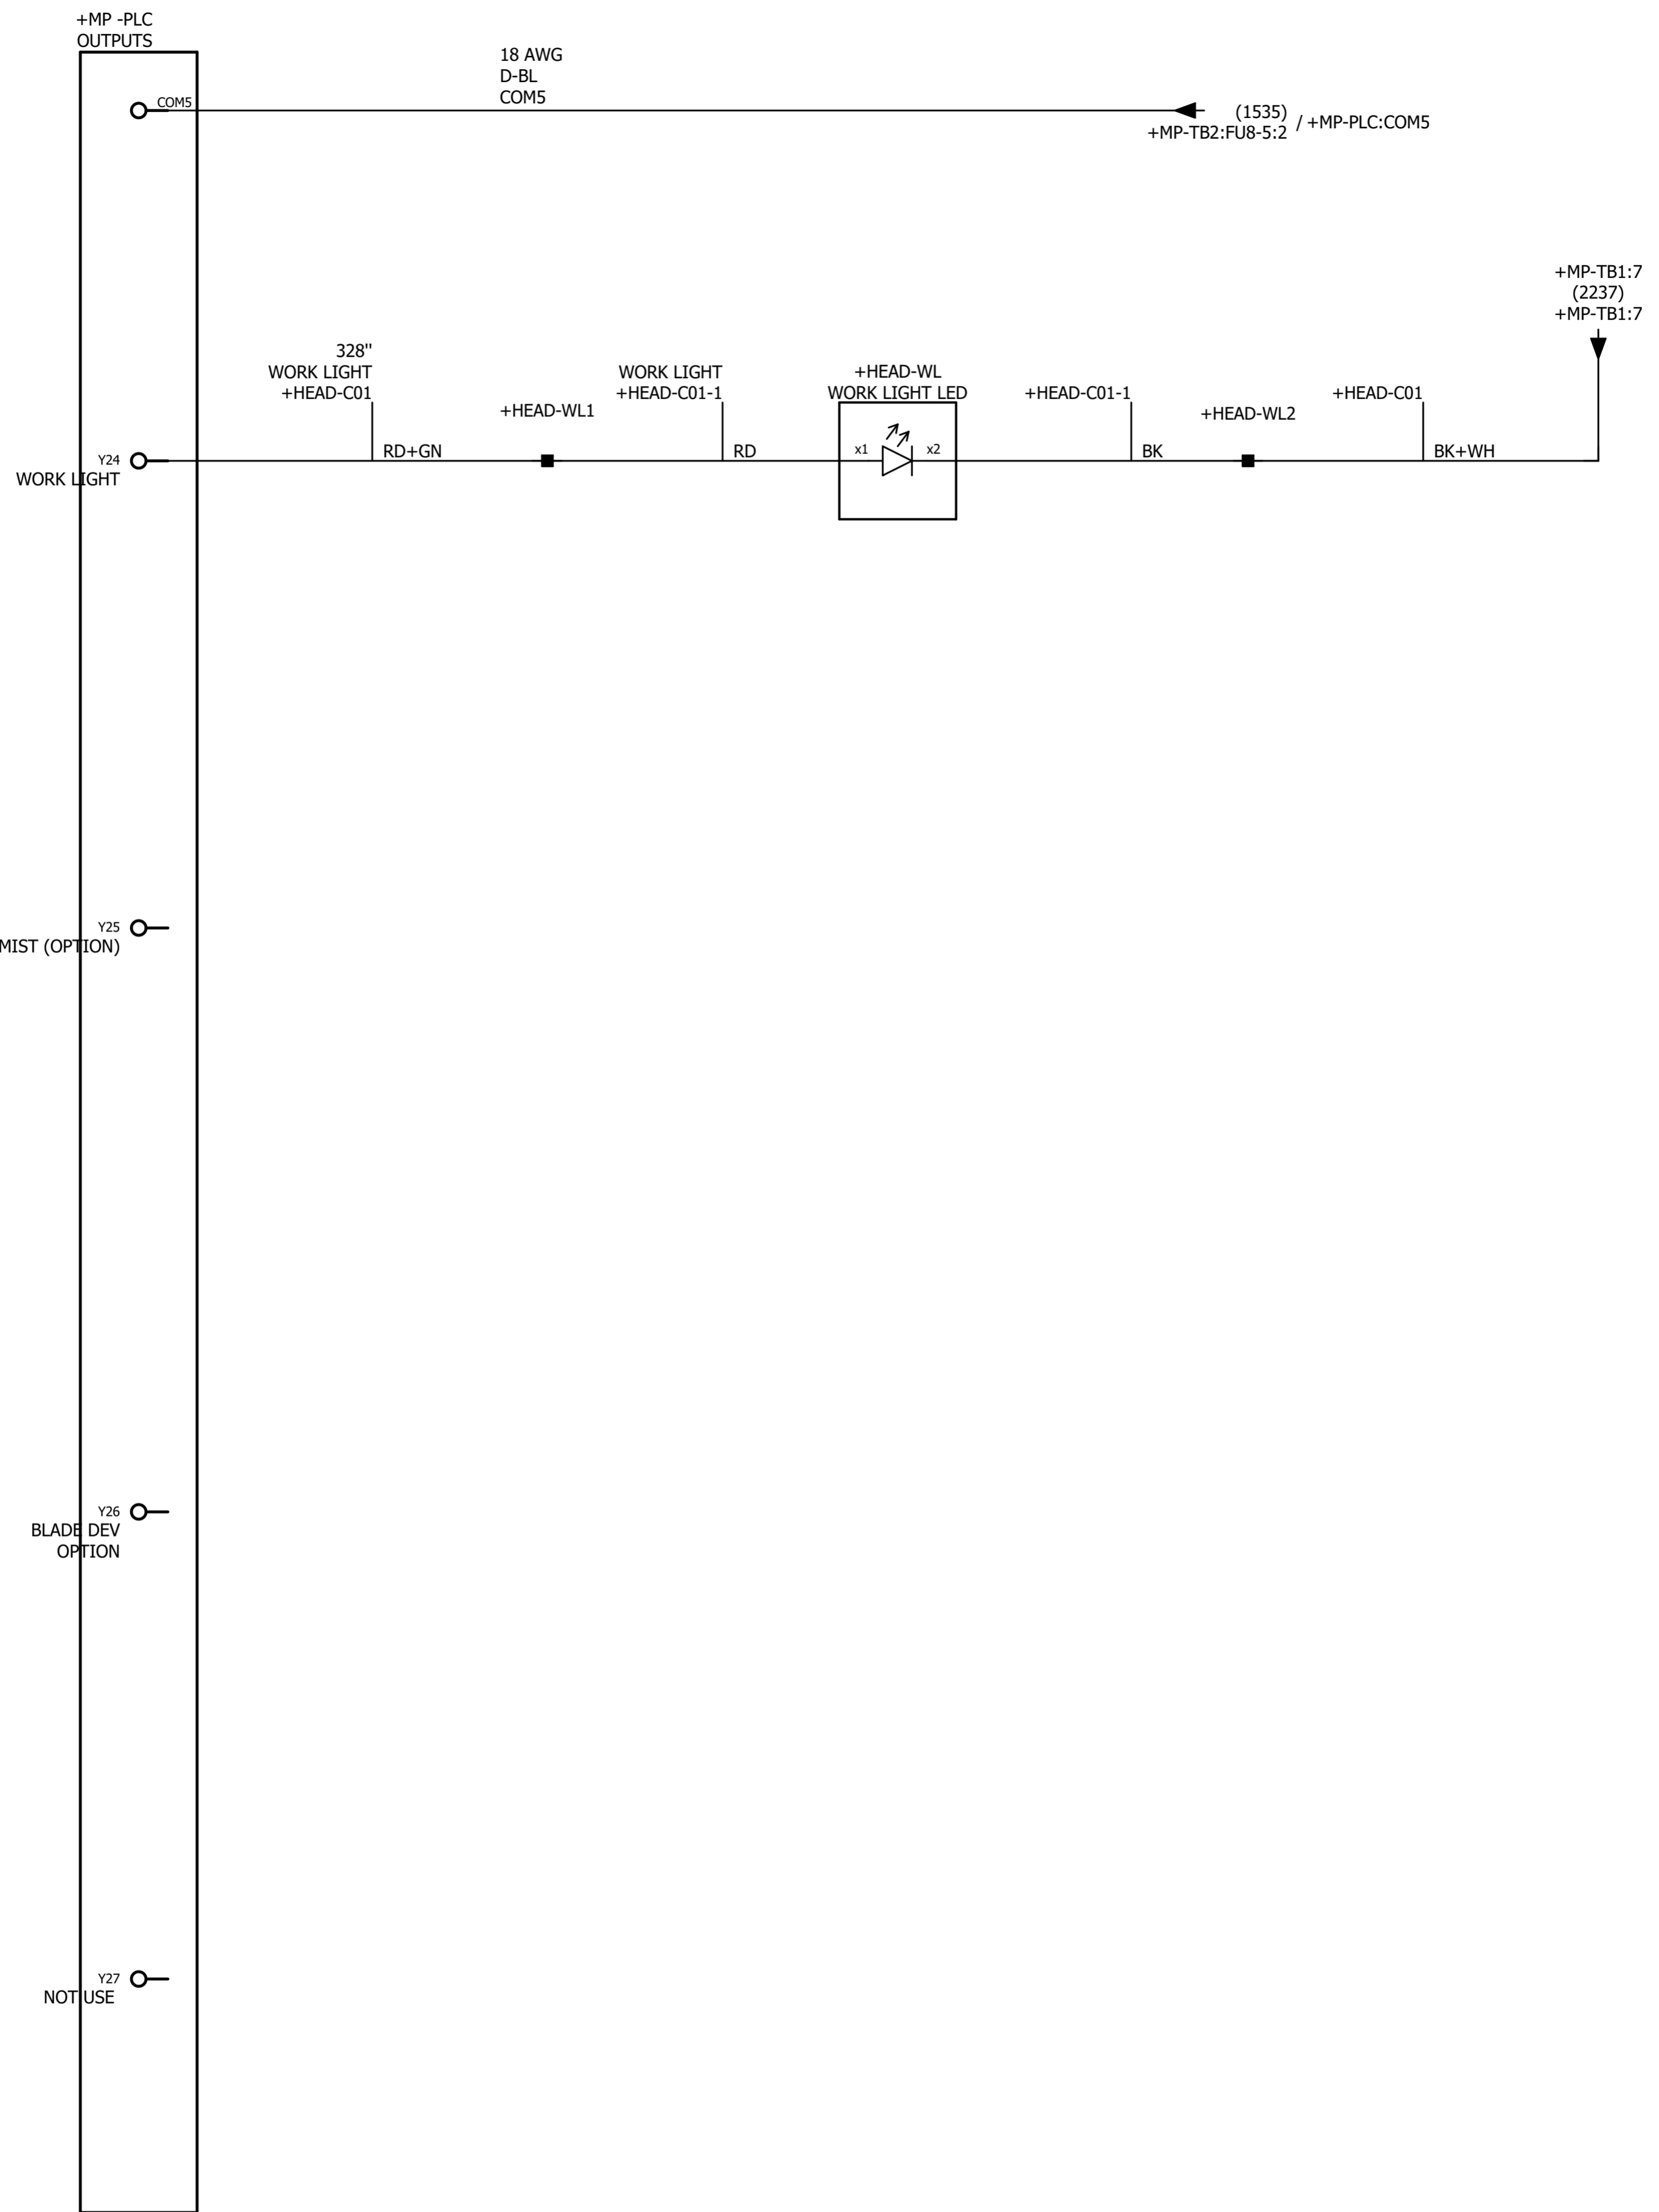 +MP -PLC
OUTPUTS
18 AWG
D-BL
COM5
COM5
(1535)
+MP-TB2:FU8-5:2 / +MP-PLC:COM5
+MP-TB1:7
(2237)
+MP-TB1:7
328"
WORK LIGHT
+HEAD-C01
+HEAD-WL1
WORK LIGHT
+HEAD-C01-1
+HEAD-WL
WORK LIGHT LED
+HEAD-C01-1
+HEAD-WL2
+HEAD-C01
Y24
WORK LIGHT
RD+GN
RD
x1
x2
BK
BK+WH
Y25
MIST (OPTION)
Y26
BLADE DEV
OPTION
Y27
NOT USE